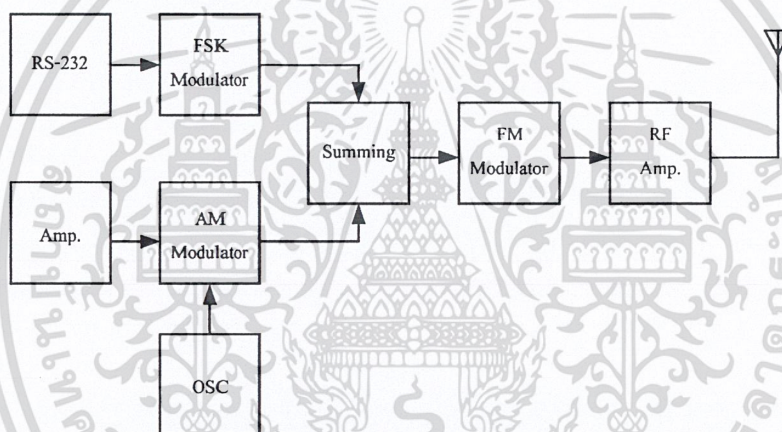 RS-232
FSK
Modulator
Summing
FM
Modulator
RF
Amp.
Amp.
AM
Modulator
OSC